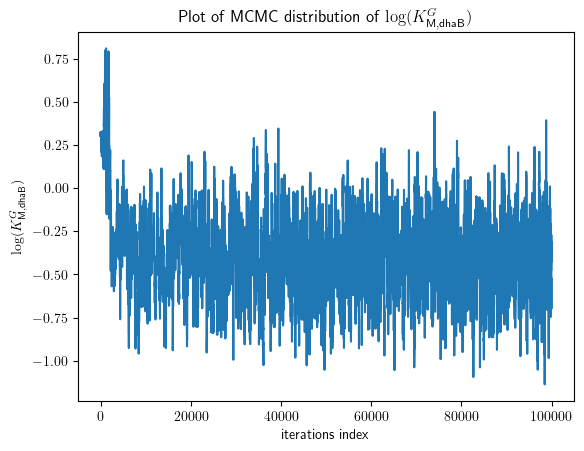 Plot of MCMC distribution of log(K^G_M,dhaB)
log(K^G_M,dhaB)
0.75
0.50
0.25
0.00
−0.25
−0.50
−0.75
−1.00
0 20000 40000 60000 80000 100000
iterations index